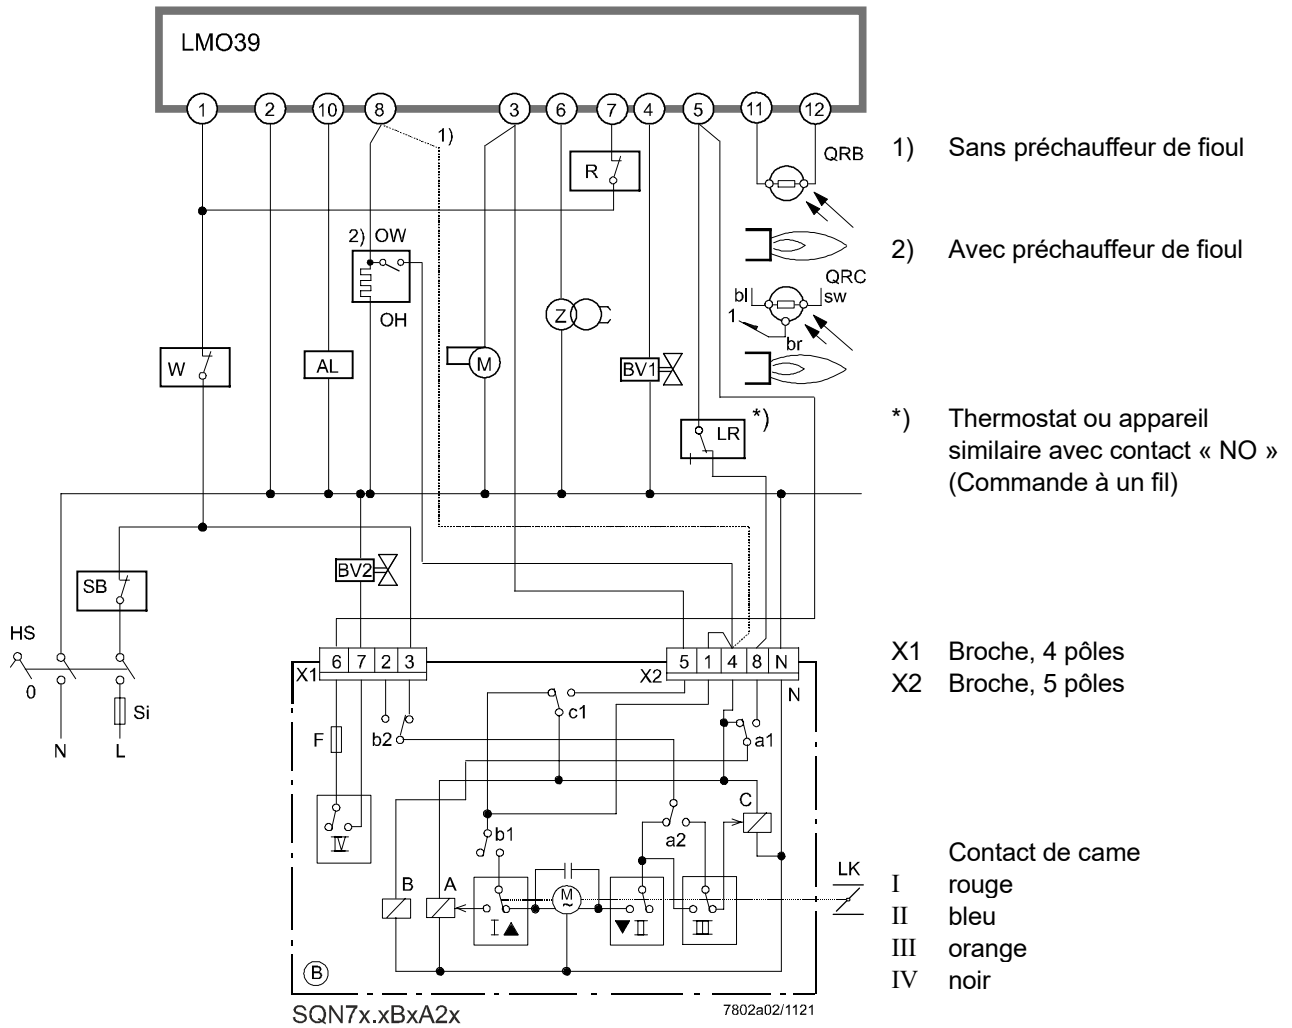 LMO39
1 2 10 8 3 6 7 4 5 11 12
1)
R
QRB
2) OW
OH
QRC
bl sw
1
br
Z
W
AL
M
BV1
LR
*)
SB
BV2
HS
0
Si
N L
X1 6 7 2 3
X2 5 1 4 8 N
N
c1
F
b2
a1
C
IV
b1
a2
B A
M
~
LK
I ▲
▼ II
III
B
SQN7x.xBxA2x
7802a02/1121
1) Sans préchauffeur de fioul
2) Avec préchauffeur de fioul
*) Thermostat ou appareil
similaire avec contact « NO »
(Commande à un fil)
X1 Broche, 4 pôles
X2 Broche, 5 pôles
Contact de came
I rouge
II bleu
III orange
IV noir